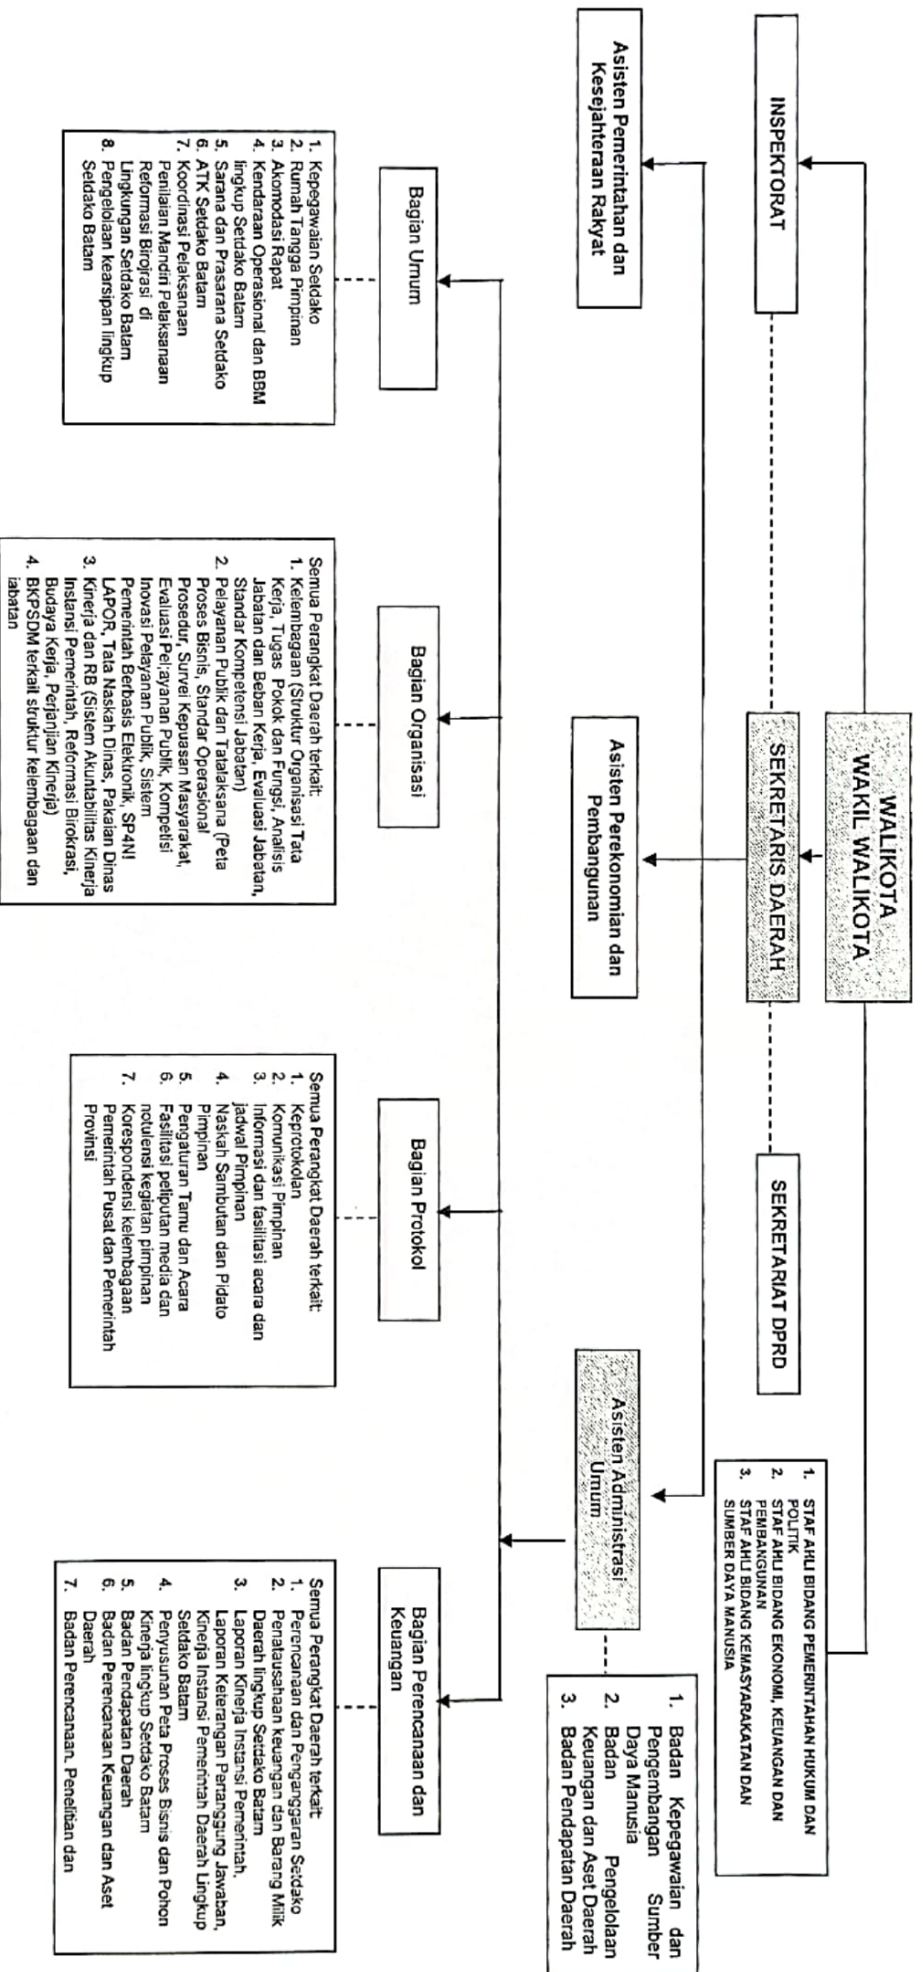 WALIKOTA
WAKIL WALIKOTA
INSPEKTORAT
SEKRETARIS DAERAH
SEKRETARIAT DPRD
1. STAF AHLI BIDANG PEMERINTAHAN HUKUM DAN
POLITIK
2. STAF AHLI BIDANG EKONOMI, KEUANGAN DAN
PEMBANGUNAN
3. STAF AHLI BIDANG KEMASYARAKATAN DAN
SUMBER DAYA MANUSIA
Asisten Pemerintahan dan
Kesejahteraan Rakyat
Asisten Perekonomian dan
Pembangunan
Asisten Administrasi
Umum
1. Badan Kepegawaian dan
Pengembangan Sumber
Daya Manusia
2. Badan Pengelolaan
Keuangan dan Aset Daerah
3. Badan Pendapatan Daerah
Bagian Umum
Bagian Organisasi
Bagian Protokol
Bagian Perencanaan dan
Keuangan
1. Kepegawaian Setdako
2. Rumah Tangga Pimpinan
3. Akomodasi Rapat
4. Kendaraan Operasional dan BBM
lingkup Setdako Batam
5. Sarana dan Prasarana Setdako
6. ATK Setdako Batam
7. Koordinasi Pelaksanaan
Penilaian Mandiri Pelaksanaan
Reformasi Birojrasi di
Lingkungan Setdako Batam
8. Pengelolaan kearsipan lingkup
Setdako Batam
Semua Perangkat Daerah terkait:
1. Kelembagaan (Struktur Organisasi Tata
Kerja, Tugas Pokok dan Fungsi, Analisis
Jabatan dan Beban Kerja, Evaluasi Jabatan,
Standar Kompetensi Jabatan)
2. Pelayanan Publik dan Tatalaksana (Peta
Proses Bisnis, Standar Operasional
Prosedur, Survei Kepuasan Masyarakat,
Evaluasi Pel;ayanan Publik, Kompetisi
Inovasi Pelayanan Publik, Sistem
Pemerintah Berbasis Elektronik, SP4N!
LAPOR, Tata Naskah Dinas, Pakaian Dinas
3. Kinerja dan RB (Sistem Akuntabilitas Kinerja
Instansi Pemerintah, Reformasi Birokrasi,
Budaya Kerja, Perjanjian Kinerja)
4. BKPSDM terkait struktur kelembagaan dan
jabatan
Semua Perangkat Daerah terkait:
1. Keprotokolan
2. Komunikasi Pimpinan
3. Informasi dan fasilitasi acara dan
jadwal Pimpinan
4. Naskah Sambutan dan Pidato
Pimpinan
5. Pengaturan Tamu dan Acara
6. Fasilitasi peliputan media dan
notulensi kegiatan pimpinan
7. Korespondensi kelembagaan
Pemerintah Pusat dan Pemerintah
Provinsi
Semua Perangkat Daerah terkait:
1. Perencanaan dan Penganggaran Setdako
2. Penatausahaan keuangan dan Barang Milik
Daerah lingkup Setdako Batam
3. Laporan Kinerja Instansi Pemerintah,
Laporan Keterangan Pertanggung Jawaban,
Kinerja Instansi Pemerintah Daerah Lingkup
Setdako Batam
4. Penyusunan Peta Proses Bisnis dan Pohon
Kinerja lingkup Setdako Batam
5. Badan Pendapatan Daerah
6. Badan Perencanaan Keuangan dan Aset
Daerah
7. Badan Perencanaan, Penelitian dan